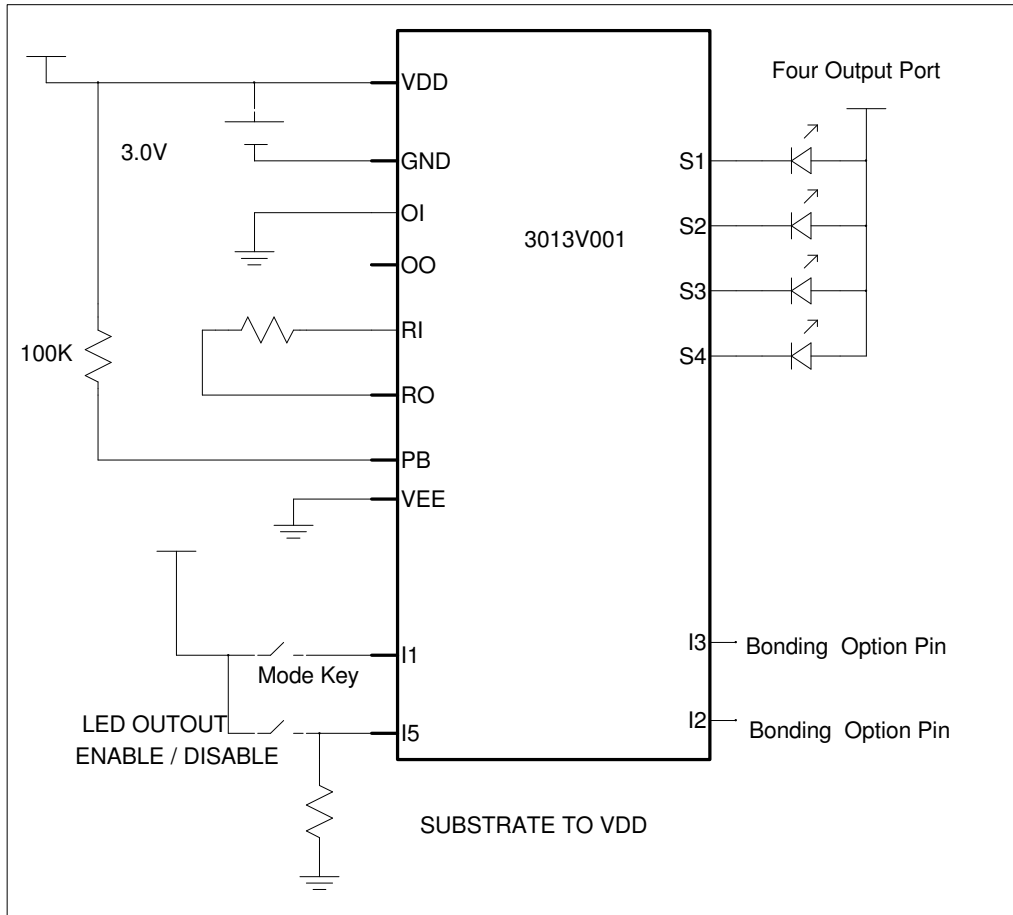 VDD
Four Output Port
3.0V
GND
S1
OI
S2
3013V001
OO
S3
RI
100K
S4
RO
PB
VEE
I3
Bonding Option Pin
I1
Mode Key
I2
Bonding Option Pin
LED OUTOUT
I5
ENABLE / DISABLE
SUBSTRATE TO VDD